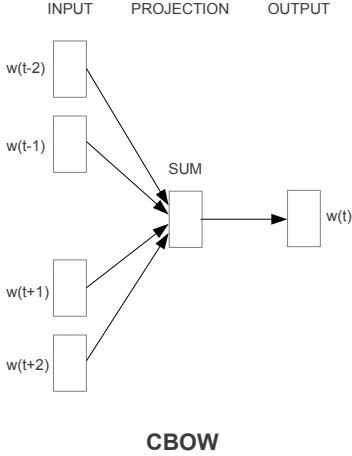 INPUT PROJECTION OUTPUT
w(t-2)
w(t-1)
SUM
w(t)
w(t+1)
w(t+2)
CBOW